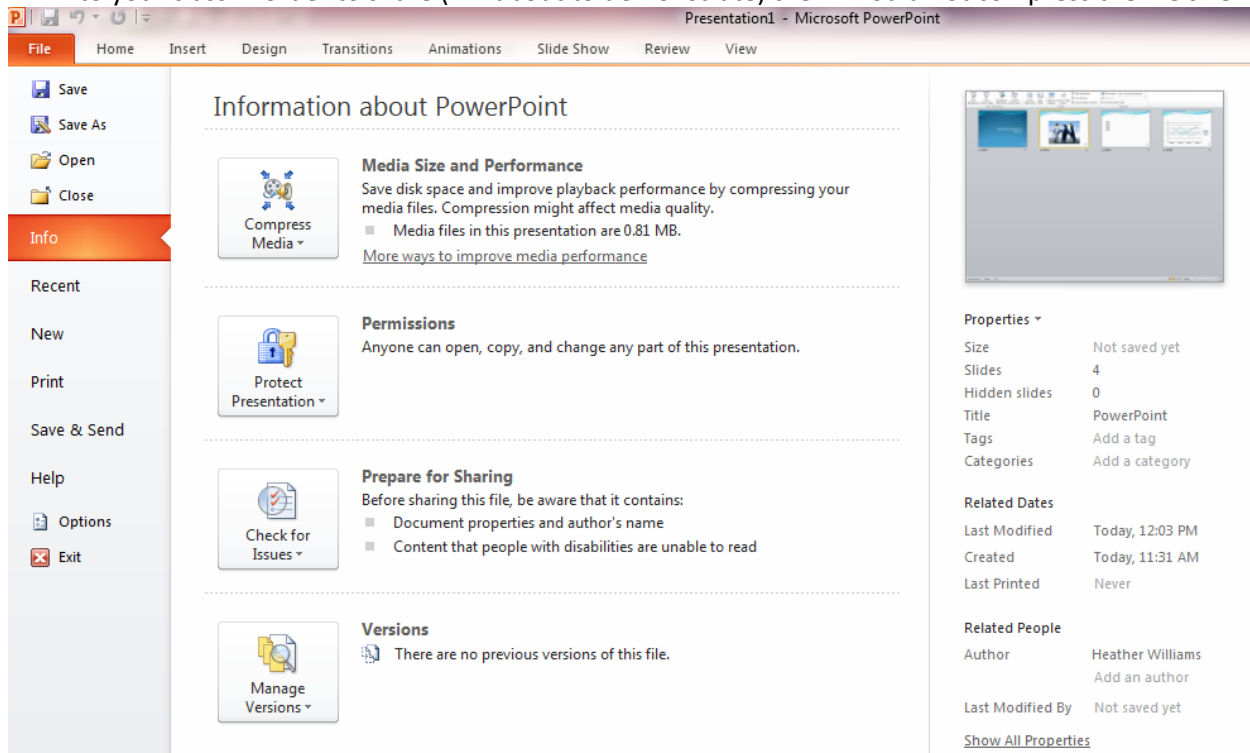 Presentation1 - Microsoft PowerPoint
File Home Insert Design Transitions Animations Slide Show Review View
Save
Save As
Open
Close
Info
Recent
New
Print
Save & Send
Help
Options
Exit
Information about PowerPoint
Compress
Media
Media Size and Performance
Save disk space and improve playback performance by compressing your
media files. Compression might affect media quality.
Media files in this presentation are 0.81 MB.
More ways to improve media performance
Protect
Presentation
Permissions
Anyone can open, copy, and change any part of this presentation.
Check for
Issues
Prepare for Sharing
Before sharing this file, be aware that it contains:
Document properties and author's name
Content that people with disabilities are unable to read
Manage
Versions
Versions
There are no previous versions of this file.
Properties
Size Not saved yet
Slides 4
Hidden slides 0
Title PowerPoint
Tags Add a tag
Categories Add a category
Related Dates
Last Modified Today, 12:03 PM
Created Today, 11:31 AM
Last Printed Never
Related People
Author Heather Williams
Add an author
Last Modified By Not saved yet
Show All Properties